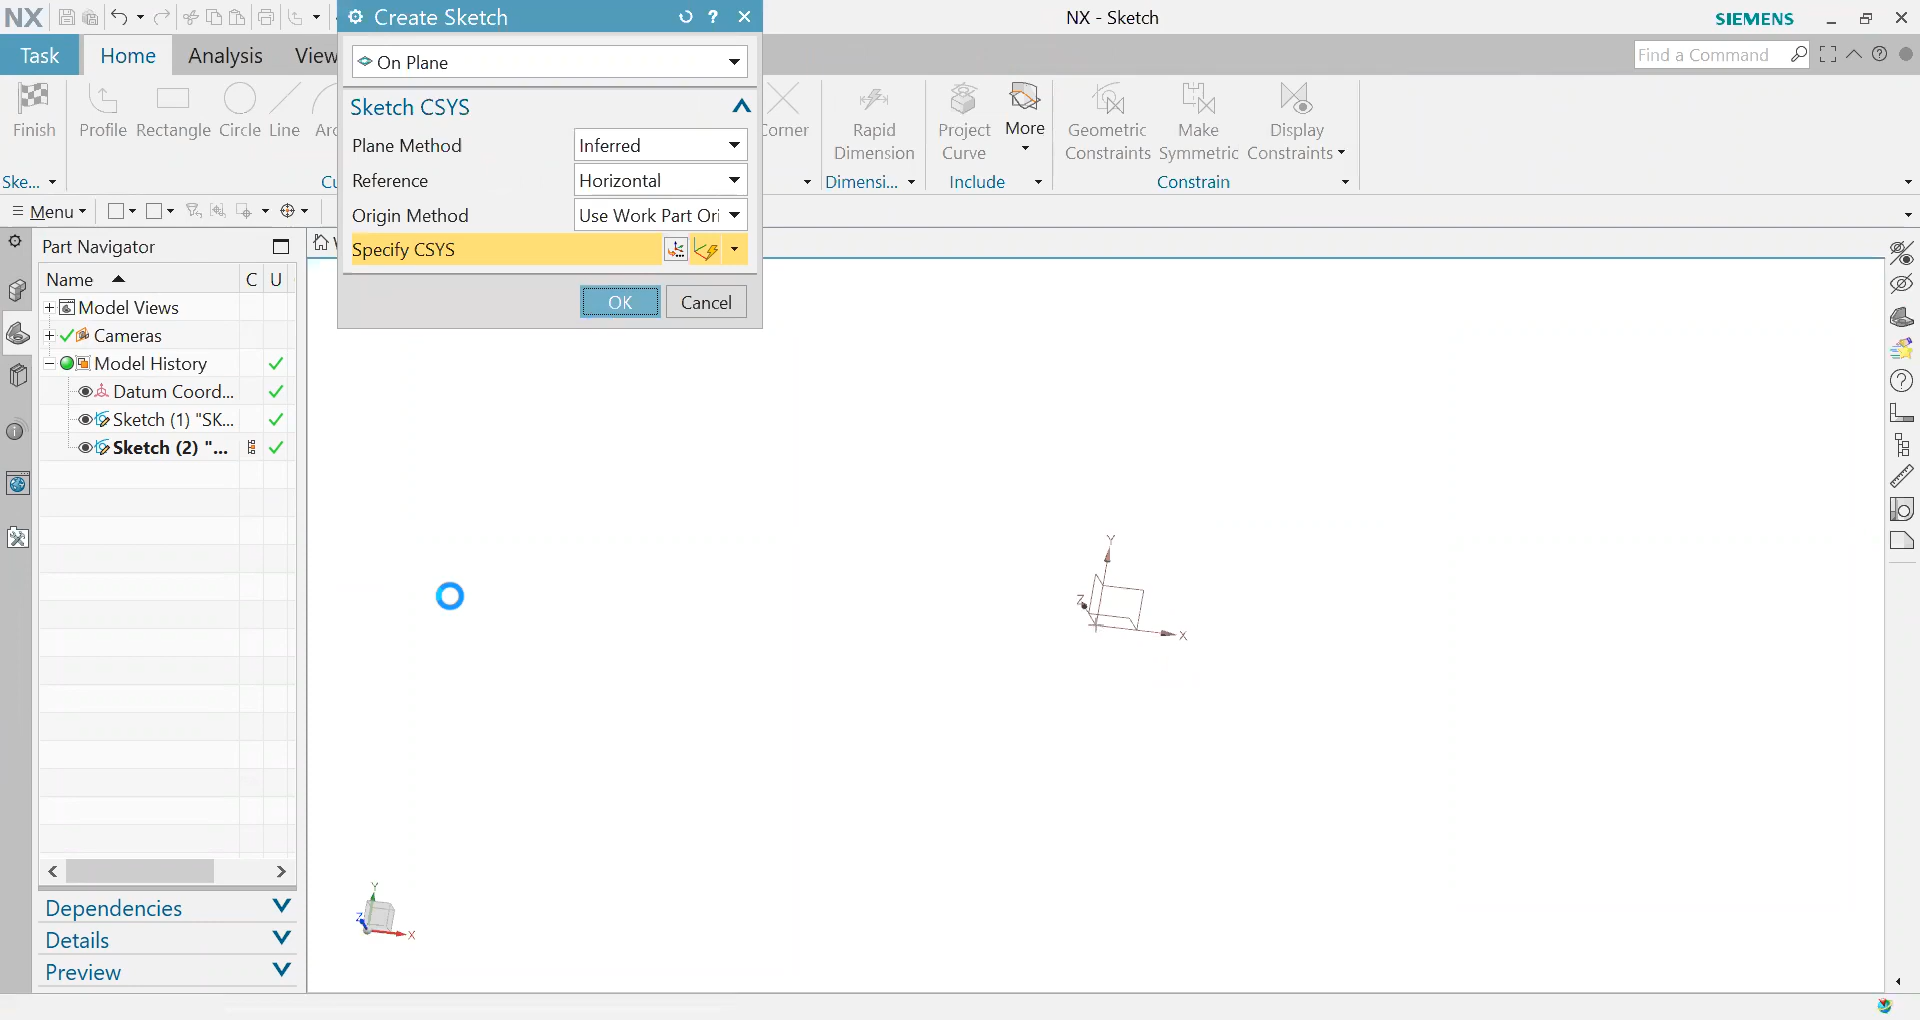 NX
Create Sketch
NX - Sketch
SIEMENS
Task
Home
Analysis
View
Find a Command
On Plane
Sketch CSYS
Plane Method
Inferred
Reference
Horizontal
Origin Method
Use Work Part Ori
Specify CSYS
OK
Cancel
Finish
Profile
Rectangle
Circle
Line
Arc
Corner
Rapid Dimension
Project Curve
More
Geometric Constraints
Make Symmetric
Display Constraints
Ske...
Cu
Dimensi...
Include
Constrain
Menu
Part Navigator
Name
C
U
Model Views
Cameras
Model History
Datum Coord...
Sketch (1) "SK...
Sketch (2) "...
Dependencies
Details
Preview
Y
Z
X
Y
Z
X